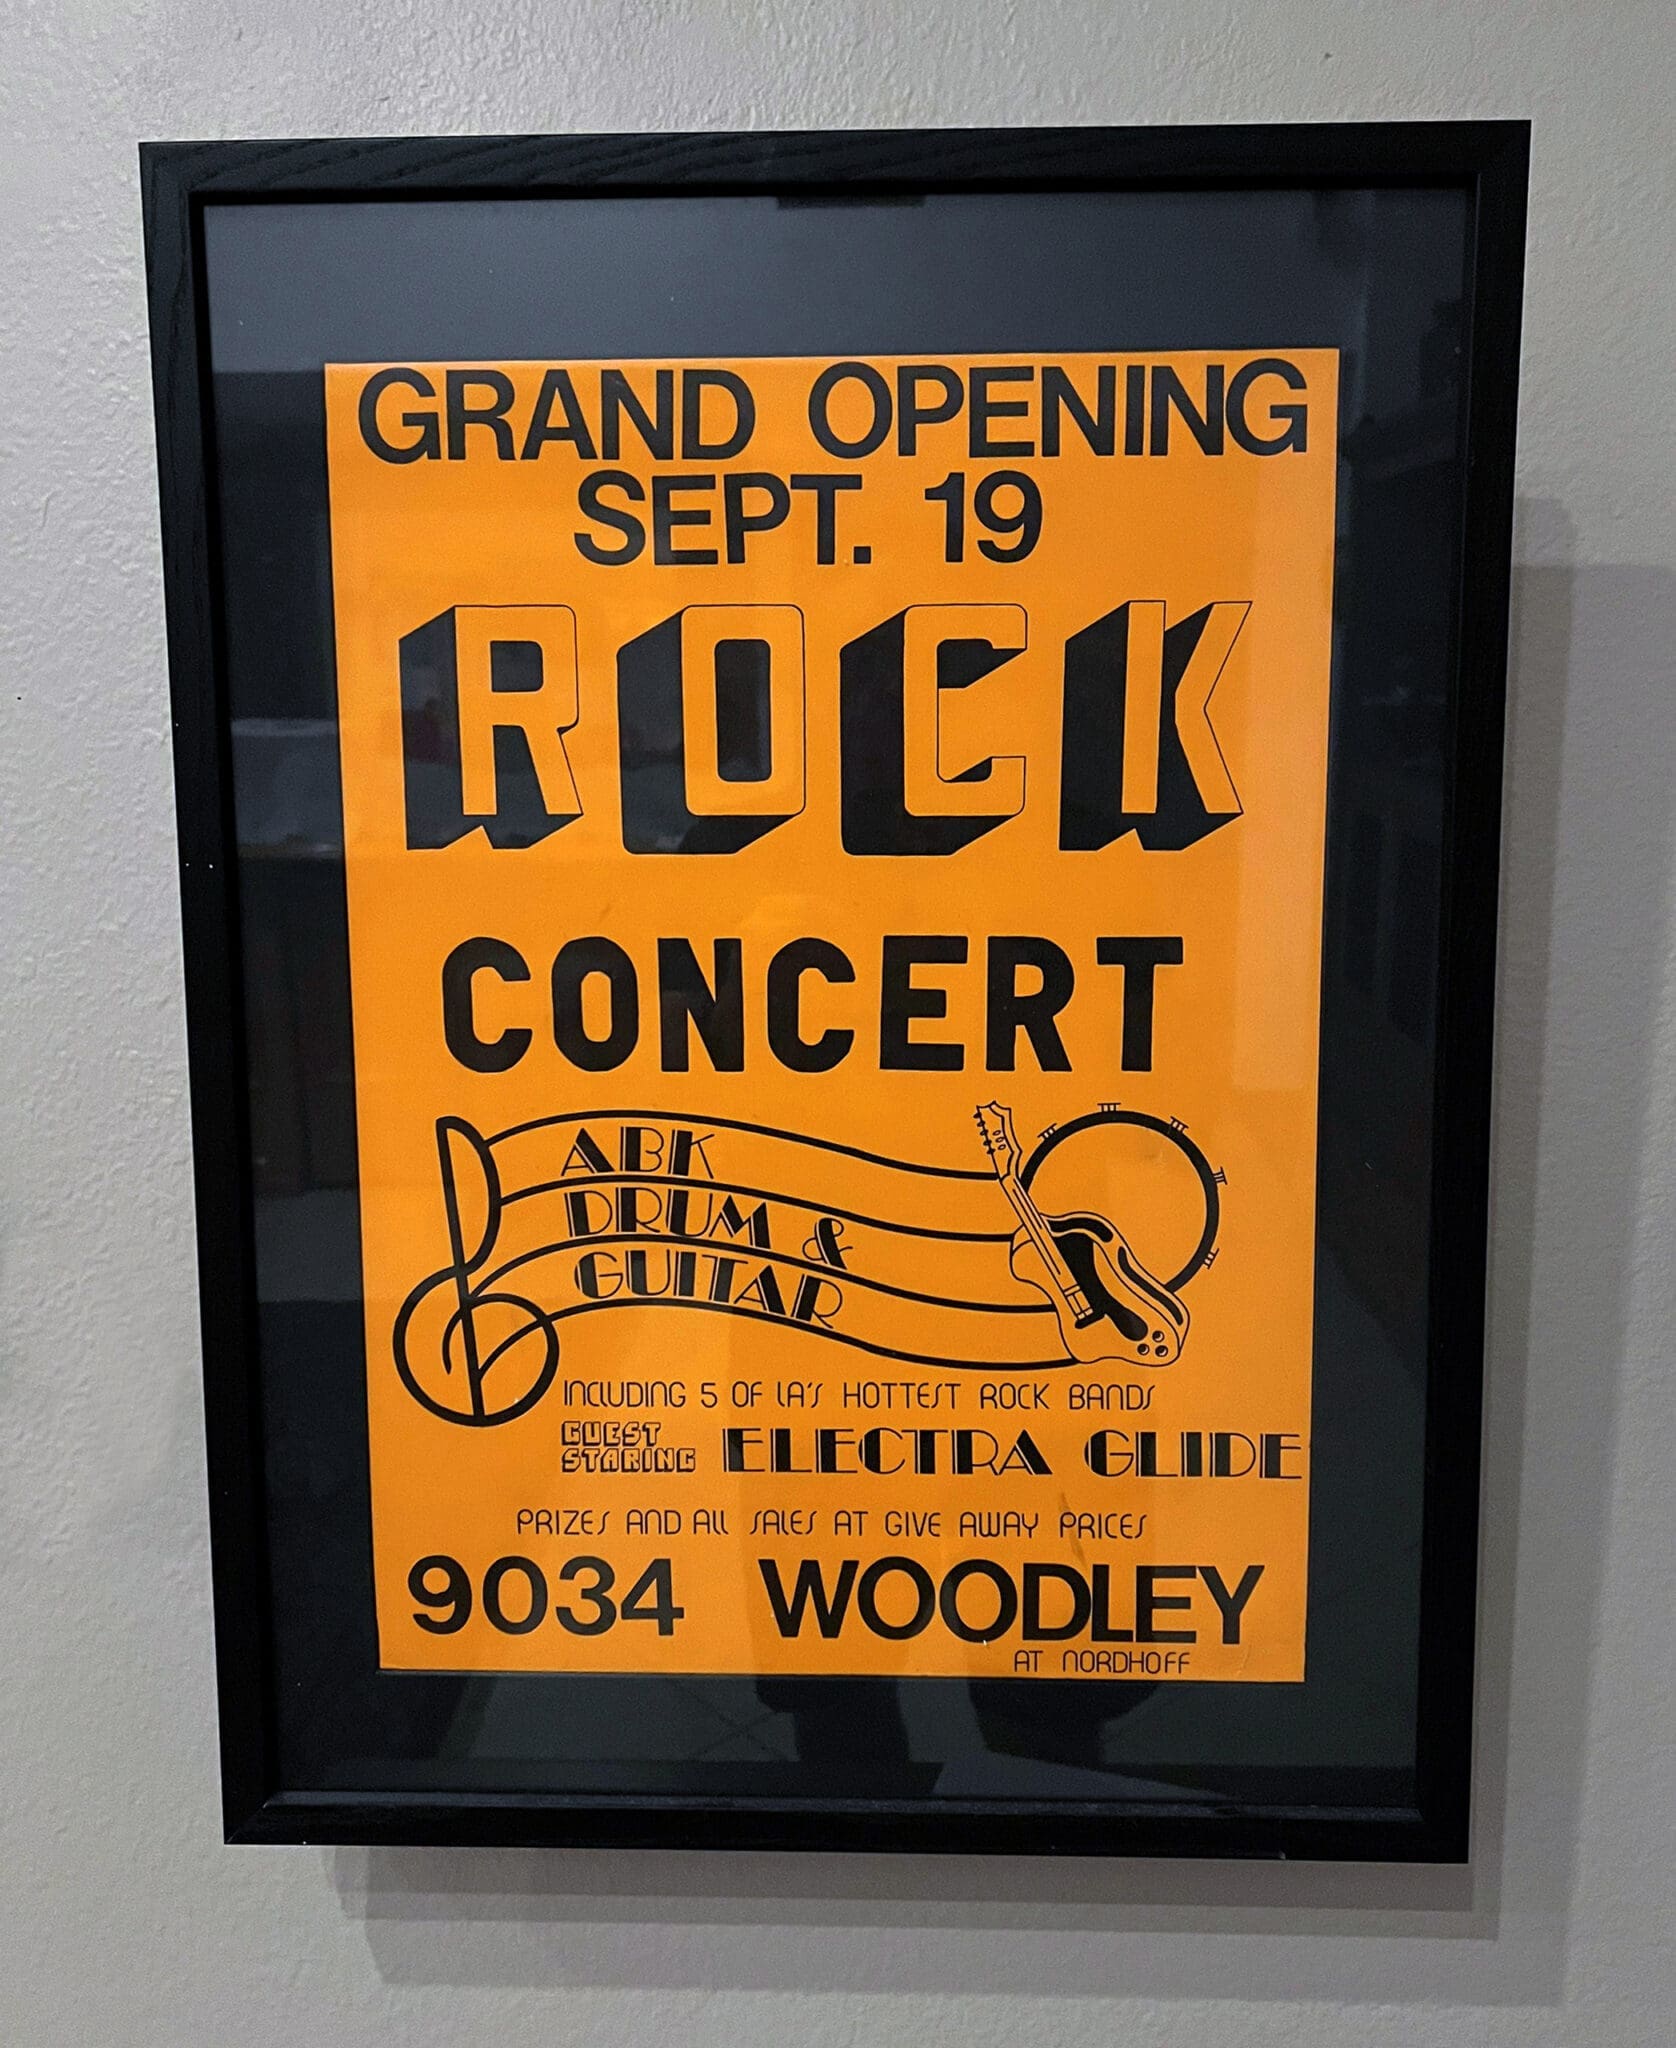 GRAND OPENING
SEPT. 19
ROCK
CONCERT
ABK
DRUM &
GUITAR
INCLUDING 5 OF LA'S HOTTEST ROCK BANDS
GUEST
STARING
ELECTRA GLIDE
PRIZES AND ALL SALES AT GIVE AWAY PRICES
9034 WOODLEY
AT NORDHOFF